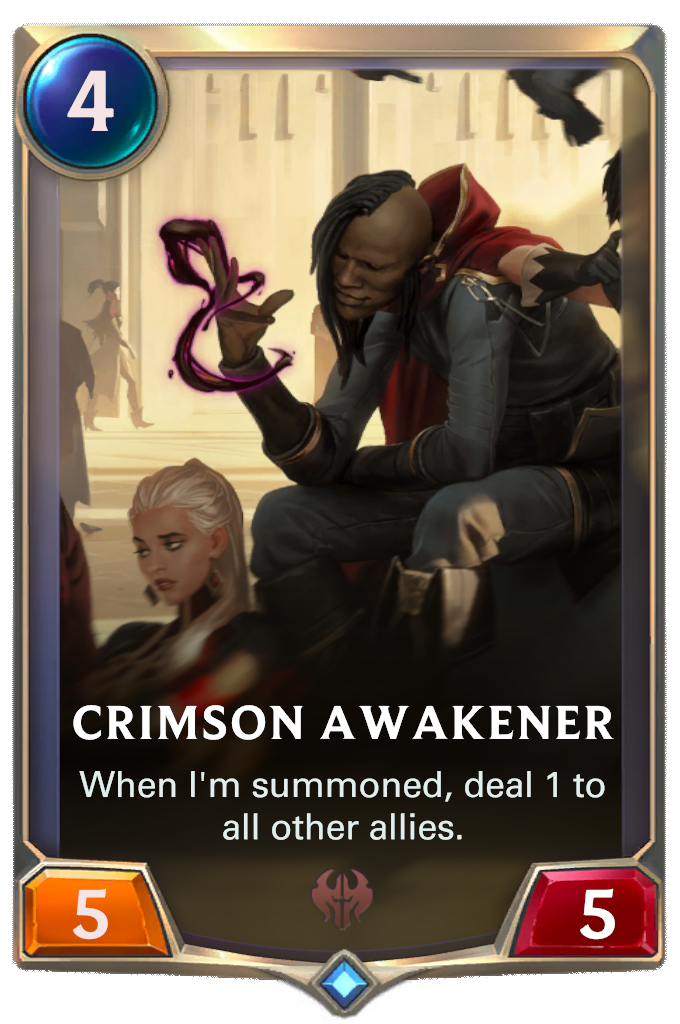 4
CRIMSON AWAKENER
When I'm summoned, deal 1 to
all other allies.
5 5